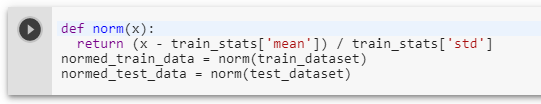 def norm(x):
  return (x - train_stats['mean']) / train_stats['std']
normed_train_data = norm(train_dataset)
normed_test_data = norm(test_dataset)